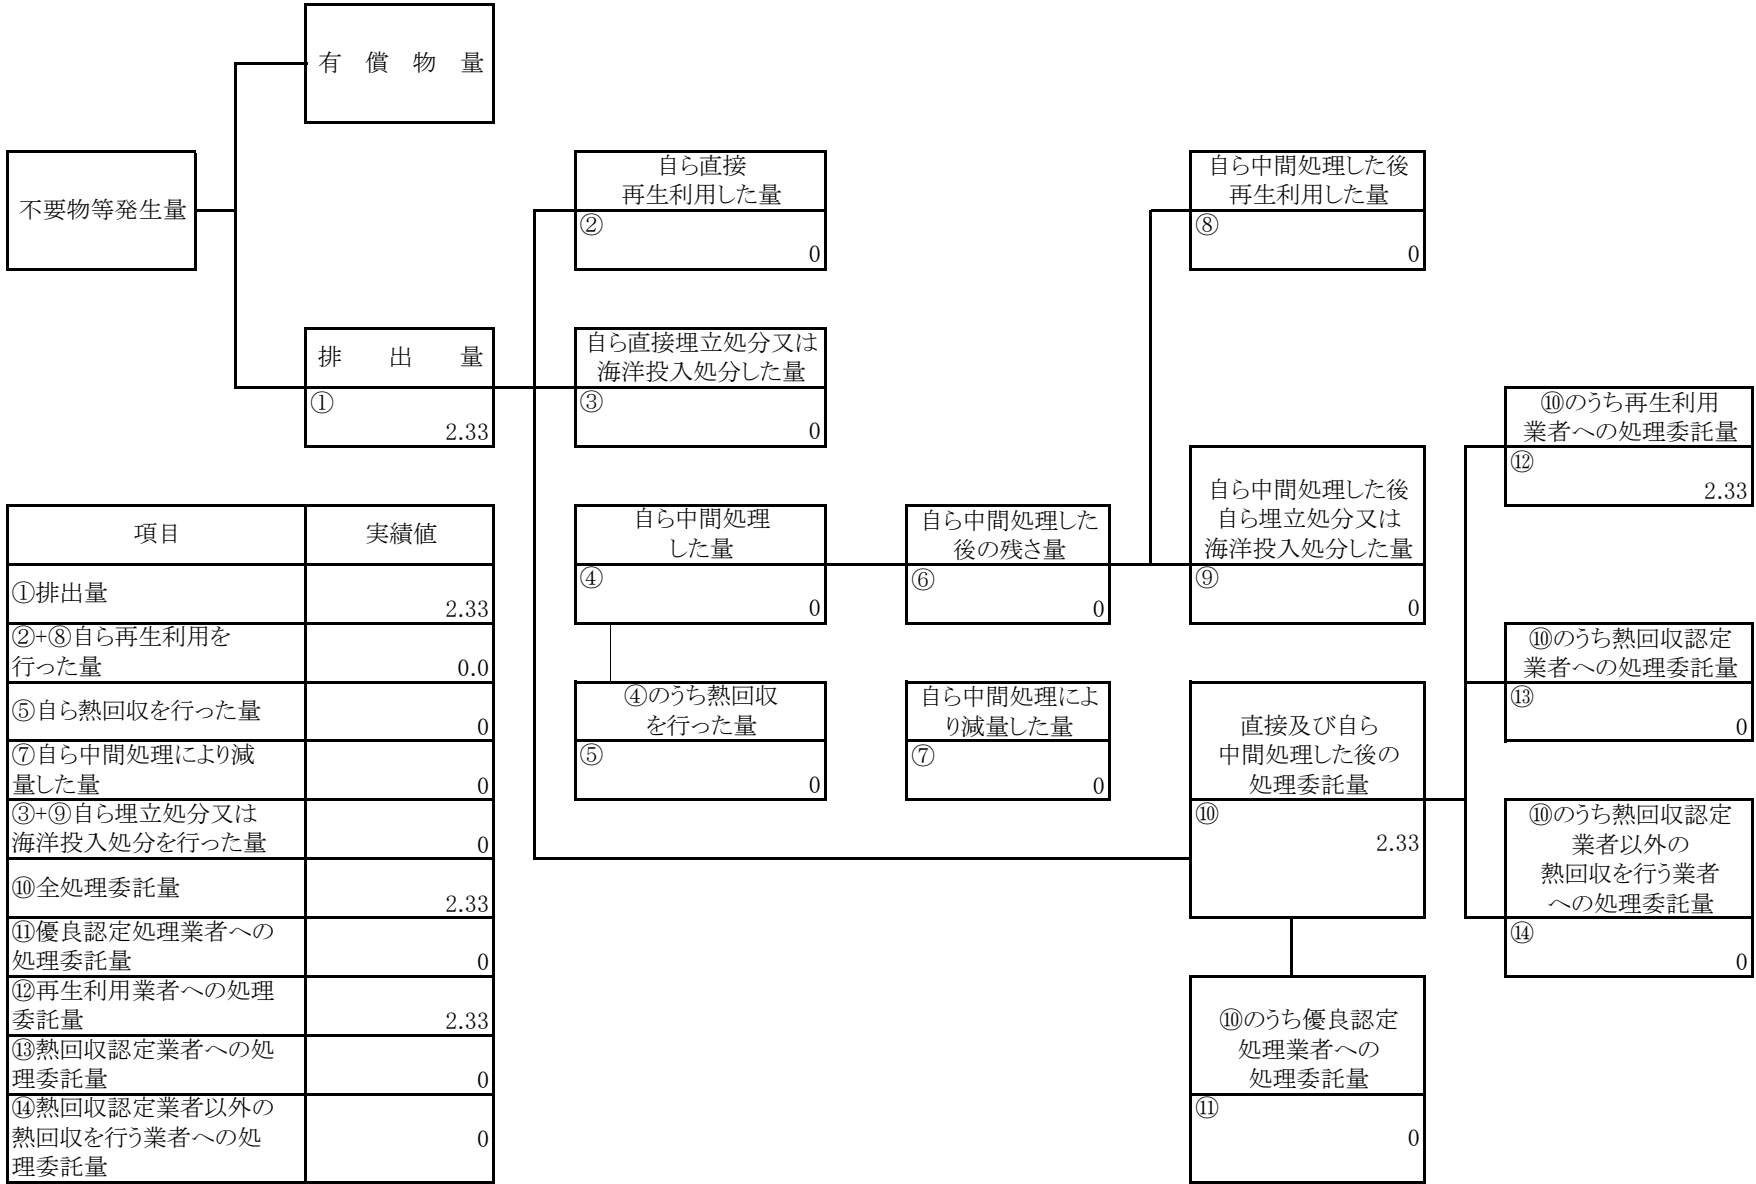 有 償 物 量
不要物等発生量
自ら直接
再生利用した量
②
0
自ら中間処理した後
再生利用した量
⑧
0
排 出 量
①
2.33
自ら直接埋立処分又は
海洋投入処分した量
③
0
⑩のうち再生利用
業者への処理委託量
⑫
2.33
自ら中間処理
した量
④
0
自ら中間処理した
後の残さ量
⑥
0
自ら中間処理した後
自ら埋立処分又は
海洋投入処分した量
⑨
0
⑩のうち熱回収認定
業者への処理委託量
⑬
0
④のうち熱回収
を行った量
⑤
0
自ら中間処理によ
り減量した量
⑦
0
直接及び自ら
中間処理した後の
処理委託量
⑩
2.33
⑩のうち熱回収認定
業者以外の
熱回収を行う業者
への処理委託量
⑭
0
⑩のうち優良認定
処理業者への
処理委託量
⑪
0
項目 実績値
①排出量
2.33
②+⑧自ら再生利用を
行った量 0.0
⑤自ら熱回収を行った量
0
⑦自ら中間処理により減
量した量 0
③+⑨自ら埋立処分又は
海洋投入処分を行った量 0
⑩全処理委託量
2.33
⑪優良認定処理業者への
処理委託量 0
⑫再生利用業者への処理
委託量 2.33
⑬熱回収認定業者への処
理委託量 0
⑭熱回収認定業者以外の
熱回収を行う業者への処 0
理委託量